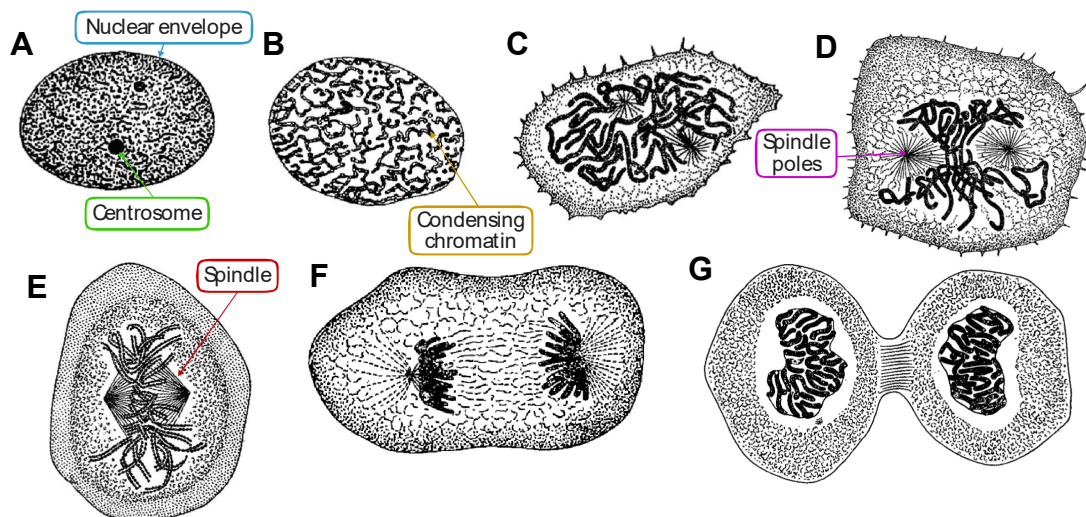 A
Nuclear envelope
B
C
D
Centrosome
Condensing
chromatin
Spindle
poles
E
Spindle
F
G